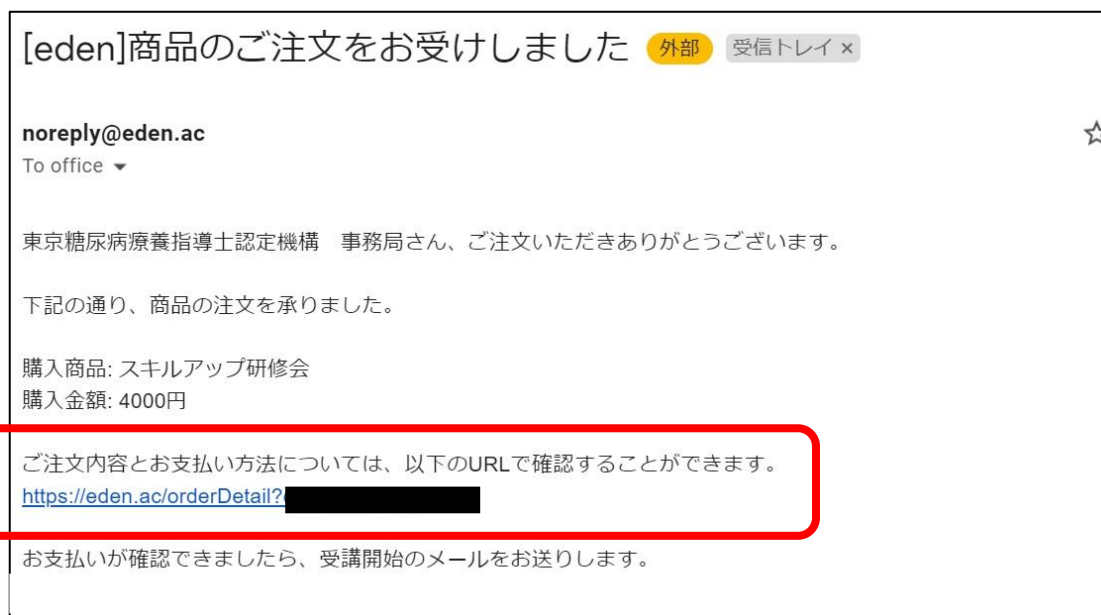 [eden]商品のご注文をお受けしました 外部 受信トレイ ×
noreply@eden.ac
To office
東京糖尿病療養指導士認定機構　事務局さん、ご注文いただきありがとうございます。
下記の通り、商品の注文を承りました。
購入商品: スキルアップ研修会
購入金額: 4000円
ご注文内容とお支払い方法については、以下のURLで確認することができます。
https://eden.ac/orderDetail?
お支払いが確認できましたら、受講開始のメールをお送りします。